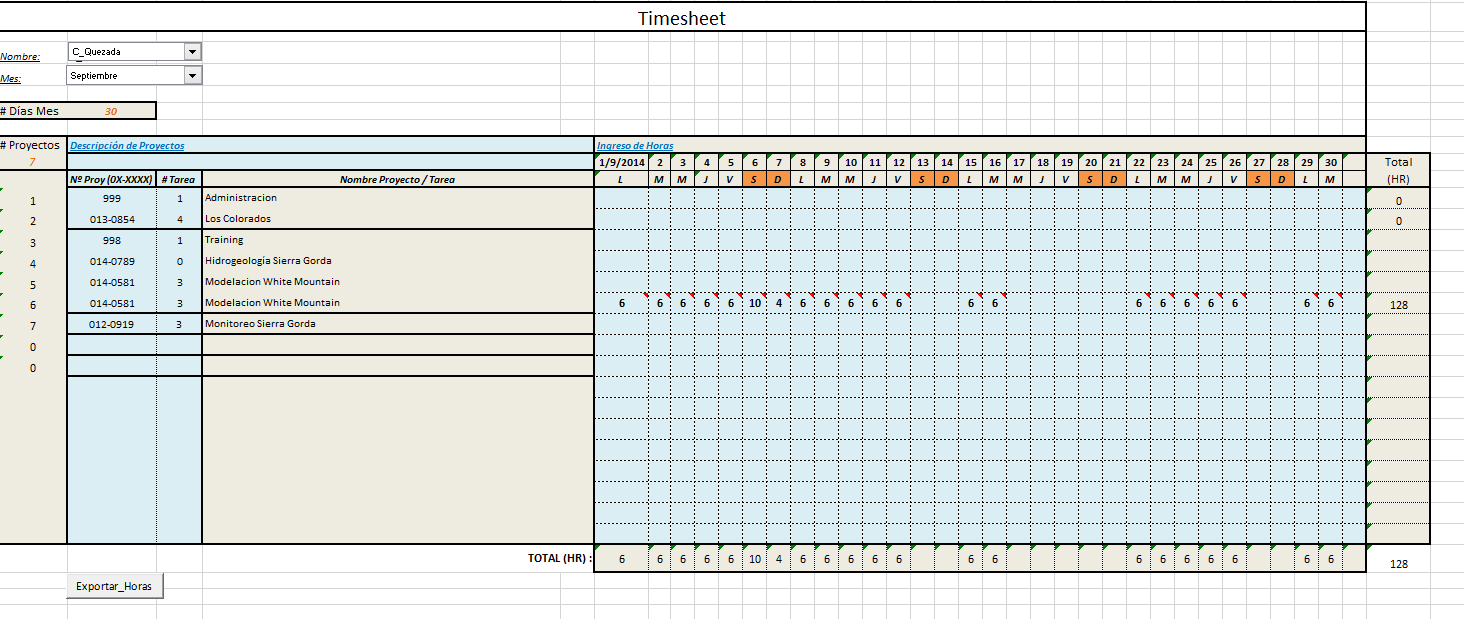 Timesheet
Nombre: C_Quezada
Mes: Septiembre
# Días Mes 30
# Proyectos Descripción de Proyectos Ingreso de Horas
7 1/9/2014 2 3 4 5 6 7 8 9 10 11 12 13 14 15 16 17 18 19 20 21 22 23 24 25 26 27 28 29 30 Total
Nº Proy (0X-XXXX) # Tarea Nombre Proyecto / Tarea L M M J V S D L M M J V S D L M M J V S D L M M J V S D L M (HR)
1 999 1 Administracion 0
2 013-0854 4 Los Colorados 0
3 998 1 Training
4 014-0789 0 Hidrogeología Sierra Gorda
5 014-0581 3 Modelacion White Mountain
6 014-0581 3 Modelacion White Mountain 6 6 6 6 6 10 4 6 6 6 6 6 6 6 6 6 6 6 6 6 6 128
7 012-0919 3 Monitoreo Sierra Gorda
0
0
TOTAL (HR) : 6 6 6 6 6 10 4 6 6 6 6 6 6 6 6 6 6 6 6 6 6 128
Exportar_Horas